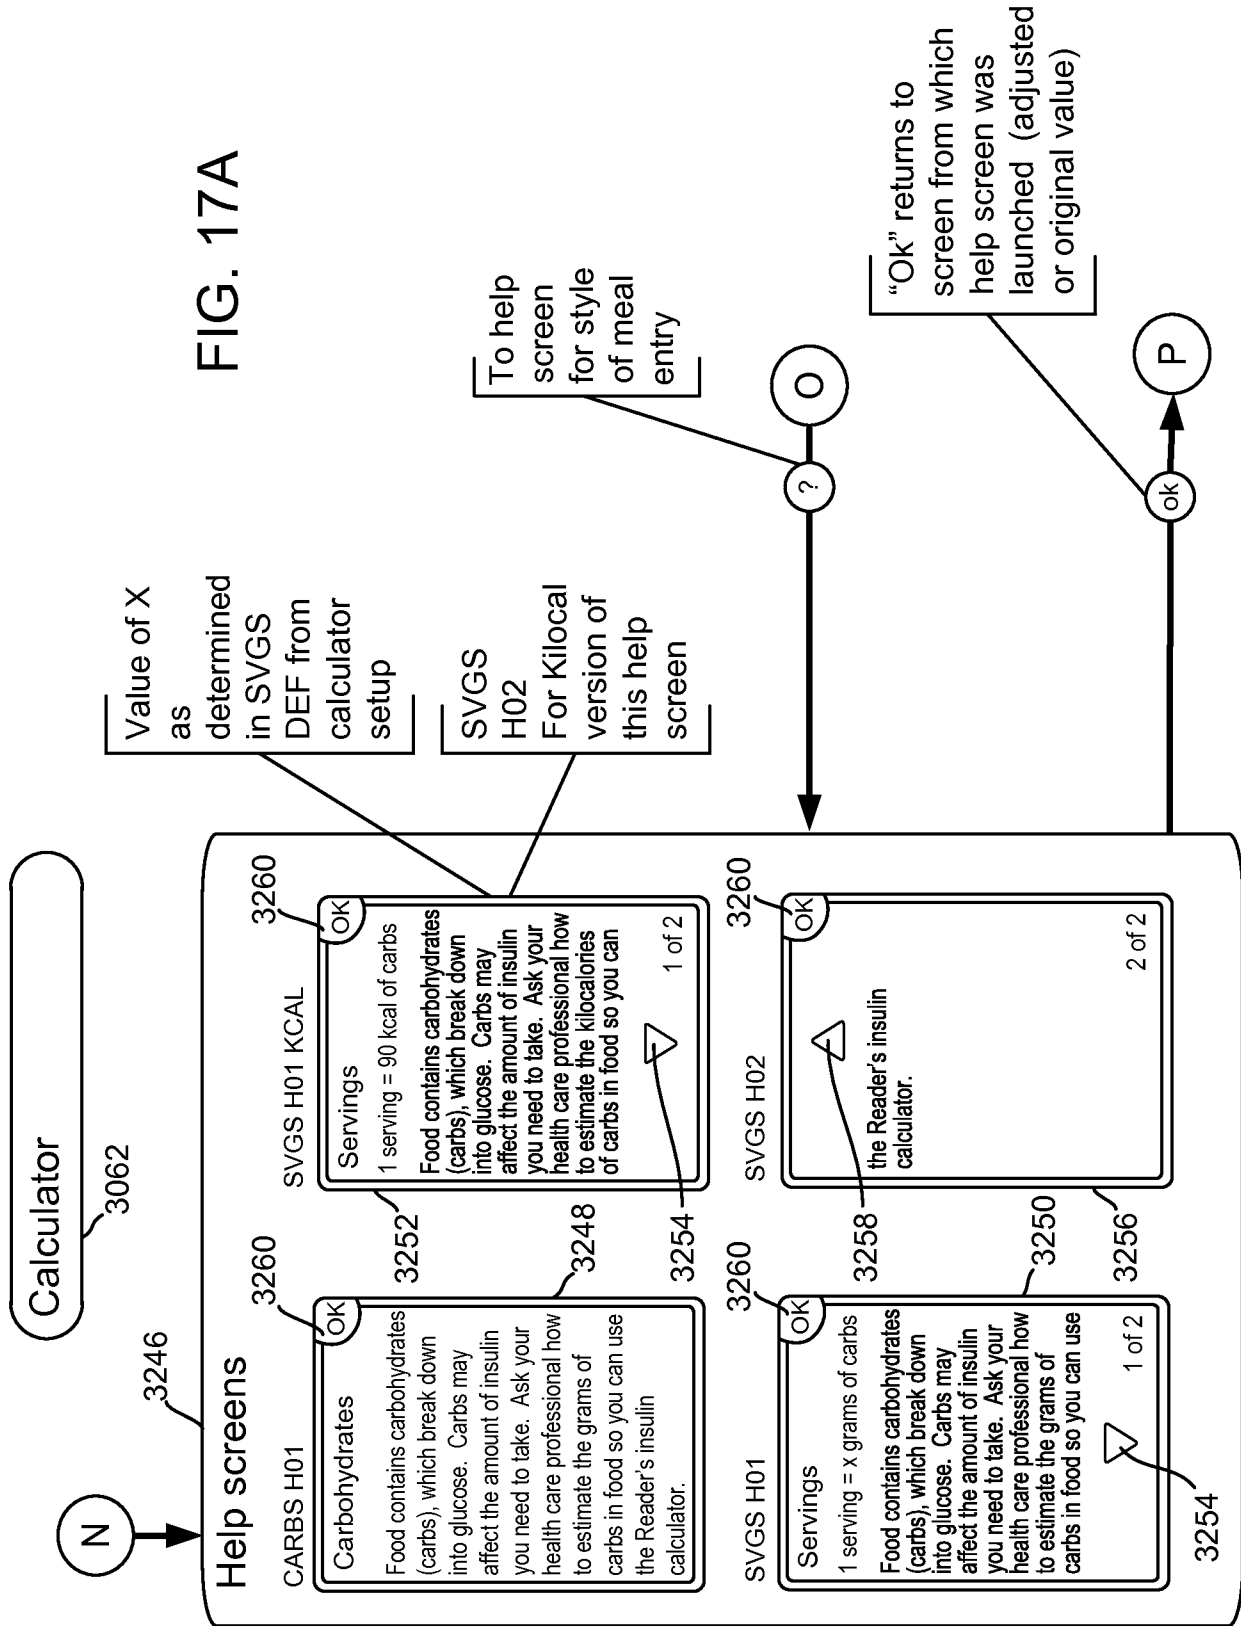 FIG. 17A
Calculator
3062
N
3246
Help screens
CARBS H01
3260
OK
Carbohydrates
Food contains carbohydrates
(carbs), which break down
into glucose.  Carbs may
affect the amount of insulin
you need to take.  Ask your
health care professional how
to estimate the grams of
carbs in food so you can use
the Reader's insulin
calculator.
3248
SVGS H01 KCAL
3260
OK
Servings
1 serving = 90 kcal of carbs
Food contains carbohydrates
(carbs), which break down
into glucose.  Carbs may
affect the amount of insulin
you need to take.  Ask your
health care professional how
to estimate the kilocalories
of carbs in food so you can
1 of 2
3252
3254
SVGS H01
3260
OK
Servings
1 serving = x grams of carbs
Food contains carbohydrates
(carbs), which break down
into glucose.  Carbs may
affect the amount of insulin
you need to take.  Ask your
health care professional how
to estimate the grams of
carbs in food so you can use
1 of 2
3250
3254
SVGS H02
3260
OK
the Reader's insulin
calculator.
2 of 2
3258
3256
Value of X
as
determined
in SVGS
DEF from
calculator
setup
SVGS
H02
For Kilocal
version of
this help
screen
To help
screen
for style
of meal
entry
?
O
"Ok" returns to
screen from which
help screen was
launched  (adjusted
or original value)
ok
P